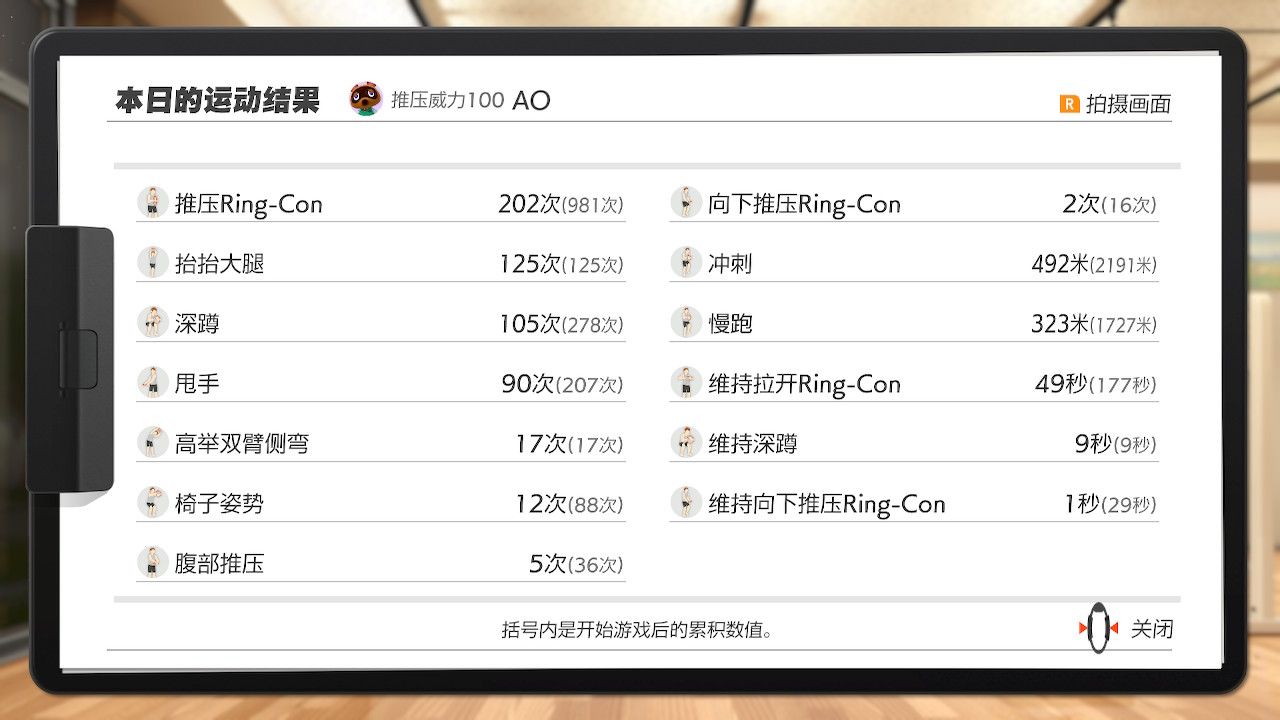 本日的运动结果 推压威力100 AO R 拍摄画面
推压Ring-Con 202次(981次)
抬抬大腿 125次(125次)
深蹲 105次(278次)
甩手 90次(207次)
高举双臂侧弯 17次(17次)
椅子姿势 12次(88次)
腹部推压 5次(36次)
向下推压Ring-Con 2次(16次)
冲刺 492米(2191米)
慢跑 323米(1727米)
维持拉开Ring-Con 49秒(177秒)
维持深蹲 9秒(9秒)
维持向下推压Ring-Con 1秒(29秒)
括号内是开始游戏后的累积数值。
关闭